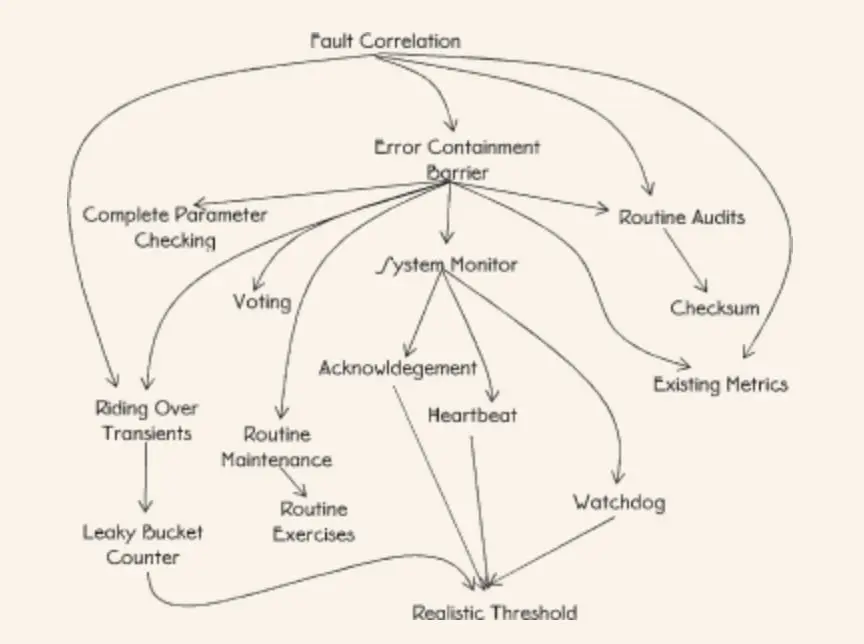 Fault Correlation
Error Containment
Barrier
Complete Parameter
Checking
Routine Audits
System Monitor
Voting
Checksum
Acknowldegement
Existing Metrics
Riding Over
Transients
Heartbeat
Routine
Maintenance
Watchdog
Routine
Exercises
Leaky Bucket
Counter
Realistic Threshold